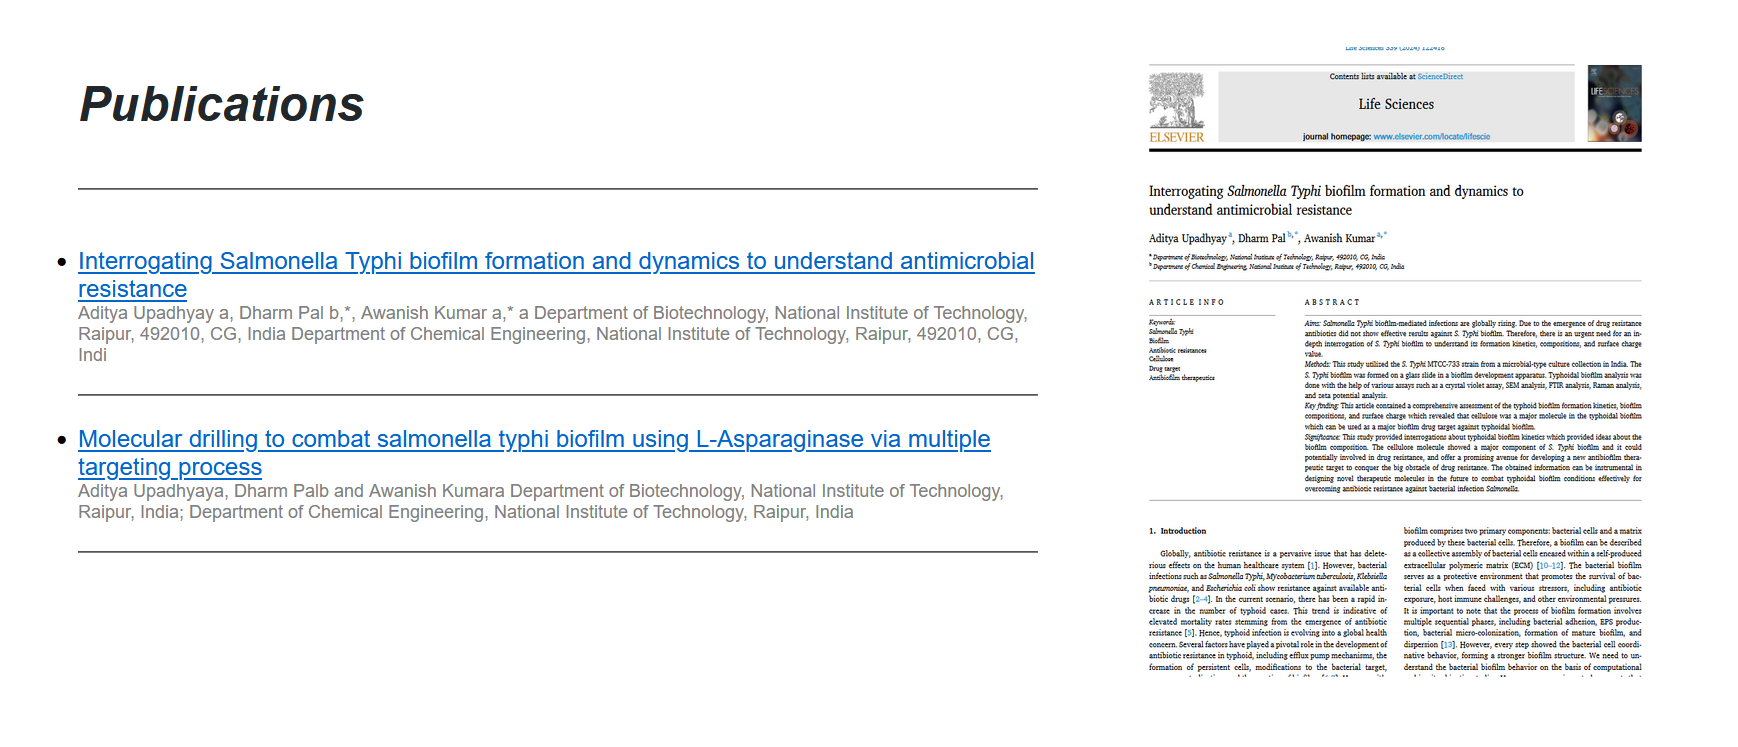 Publications
Interrogating Salmonella Typhi biofilm formation and dynamics to understand antimicrobial
resistance
Aditya Upadhyay a, Dharm Pal b,*, Awanish Kumar a,* a Department of Biotechnology, National Institute of Technology,
Raipur, 492010, CG, India Department of Chemical Engineering, National Institute of Technology, Raipur, 492010, CG,
Indi
Molecular drilling to combat salmonella typhi biofilm using L-Asparaginase via multiple
targeting process
Aditya Upadhyaya, Dharm Palb and Awanish Kumara Department of Biotechnology, National Institute of Technology,
Raipur, India; Department of Chemical Engineering, National Institute of Technology, Raipur, India
Life Sciences 339 (2024) 122418
Contents lists available at ScienceDirect
Life Sciences
journal homepage: www.elsevier.com/locate/lifescie
ELSEVIER
LIFE SCIENCES
Interrogating Salmonella Typhi biofilm formation and dynamics to
understand antimicrobial resistance
Aditya Upadhyay a, Dharm Pal b,*, Awanish Kumar a,*
a Department of Biotechnology, National Institute of Technology, Raipur, 492010, CG, India
b Department of Chemical Engineering, National Institute of Technology, Raipur, 492010, CG, India
ARTICLE INFO
Keywords:
Salmonella Typhi
Biofilm
Antibiotic resistances
Cellulose
Drug target
Antibiofilm therapeutics
ABSTRACT
Aims: Salmonella Typhi biofilm-mediated infections are globally rising. Due to the emergence of drug resistance
antibiotics did not show effective results against S. Typhi biofilm. Therefore, there is an urgent need for an in-
depth interrogation of S. Typhi biofilm to understand its formation kinetics, compositions, and surface charge
value.
Methods: This study utilized the S. Typhi MTCC-733 strain from a microbial-type culture collection in India. The
S. Typhi biofilm was formed on a glass slide in a biofilm development apparatus. Typhoidal biofilm analysis was
done with the help of various assays such as a crystal violet assay, SEM analysis, FTIR analysis, Raman analysis,
and zeta potential analysis.
Key finding: This article contained a comprehensive assessment of the typhoid biofilm formation kinetics, biofilm
compositions, and surface charge which revealed that cellulose was a major molecule in the typhoidal biofilm
which can be used as a major biofilm drug target against typhoidal biofilm.
Significance: This study provided interrogations about typhoidal biofilm kinetics which provided ideas about the
biofilm composition. The cellulose molecule showed a major component of S. Typhi biofilm and it could
potentially involved in drug resistance, and offer a promising avenue for developing a new antibiofilm thera-
peutic target to conquer the big obstacle of drug resistance. The obtained information can be instrumental in
designing novel therapeutic molecules in the future to combat typhoidal biofilm conditions effectively for
overcoming antibiotic resistance against bacterial infection Salmonella.
1. Introduction
Globally, antibiotic resistance is a pervasive issue that has delete-
rious effects on the human healthcare system [1]. However, bacterial
infections such as Salmonella Typhi, Mycobacterium tuberculosis, Klebsiella
pneumoniae, and Escherichia coli show resistance against available anti-
biotic drugs [2–4]. In the current scenario, there has been a rapid in-
crease in the number of typhoid cases. This trend is indicative of
elevated mortality rates stemming from the emergence of antibiotic
resistance [5]. Hence, typhoid infection is evolving into a global health
concern. Several factors have played a pivotal role in the development of
antibiotic resistance in typhoid, including efflux pump mechanisms, the
formation of persistent cells, modifications to the bacterial target,
biofilm comprises two primary components: bacterial cells and a matrix
produced by these bacterial cells. Therefore, a biofilm can be described
as a collective assembly of bacterial cells encased within a self-produced
extracellular polymeric matrix (ECM) [10–12]. The bacterial biofilm
serves as a protective environment that promotes the survival of bac-
terial cells when faced with various stressors, including antibiotic
exposure, host immune challenges, and other environmental pressures.
It is important to note that the process of biofilm formation involves
multiple sequential phases, including bacterial adhesion, EPS produc-
tion, bacterial micro-colonization, formation of mature biofilm, and
dispersion [13]. However, every step showed the bacterial cell coordi-
native behavior, forming a stronger biofilm structure. We need to un-
derstand the bacterial biofilm behavior on the basis of computational